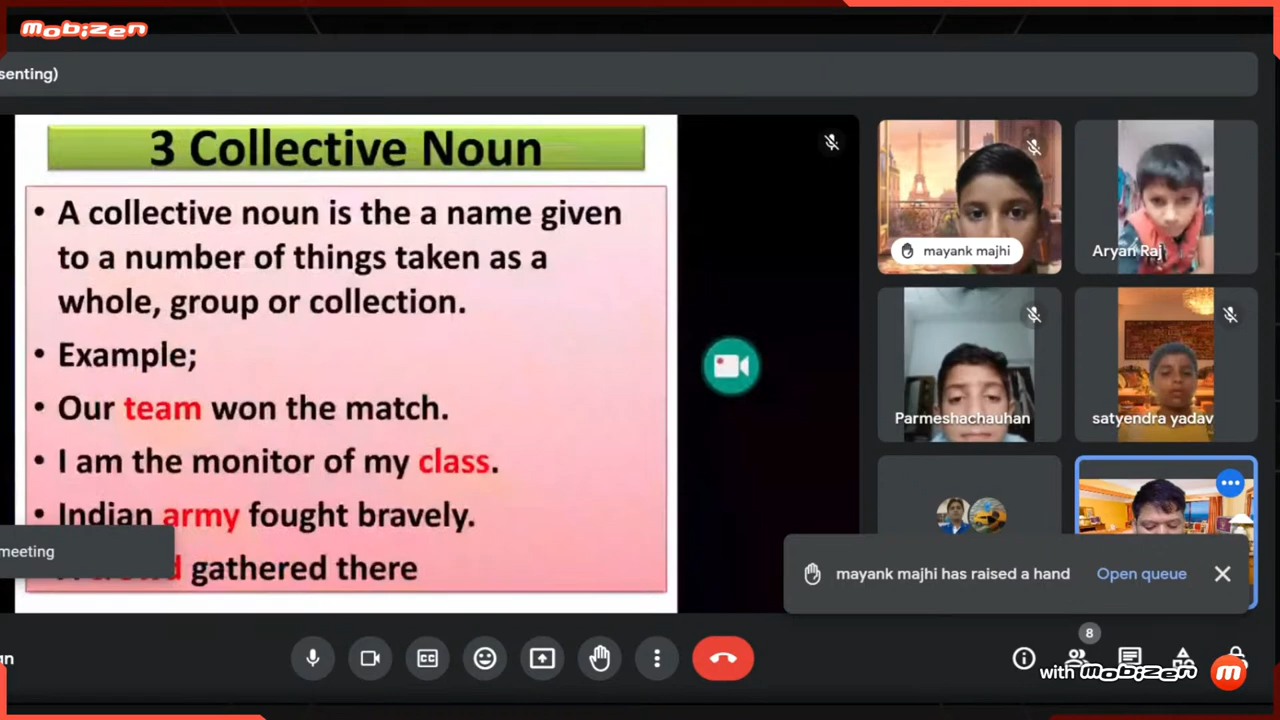 mobizen
senting)
3 Collective Noun
• A collective noun is the a name given
to a number of things taken as a
whole, group or collection.
• Example;
• Our team won the match.
• I am the monitor of my class.
• Indian army fought bravely.
gathered there
meeting
mayank majhi
Aryan Raj
Parmeshachauhan
satyendra yadav
mayank majhi has raised a hand
Open queue
8
with mobizen